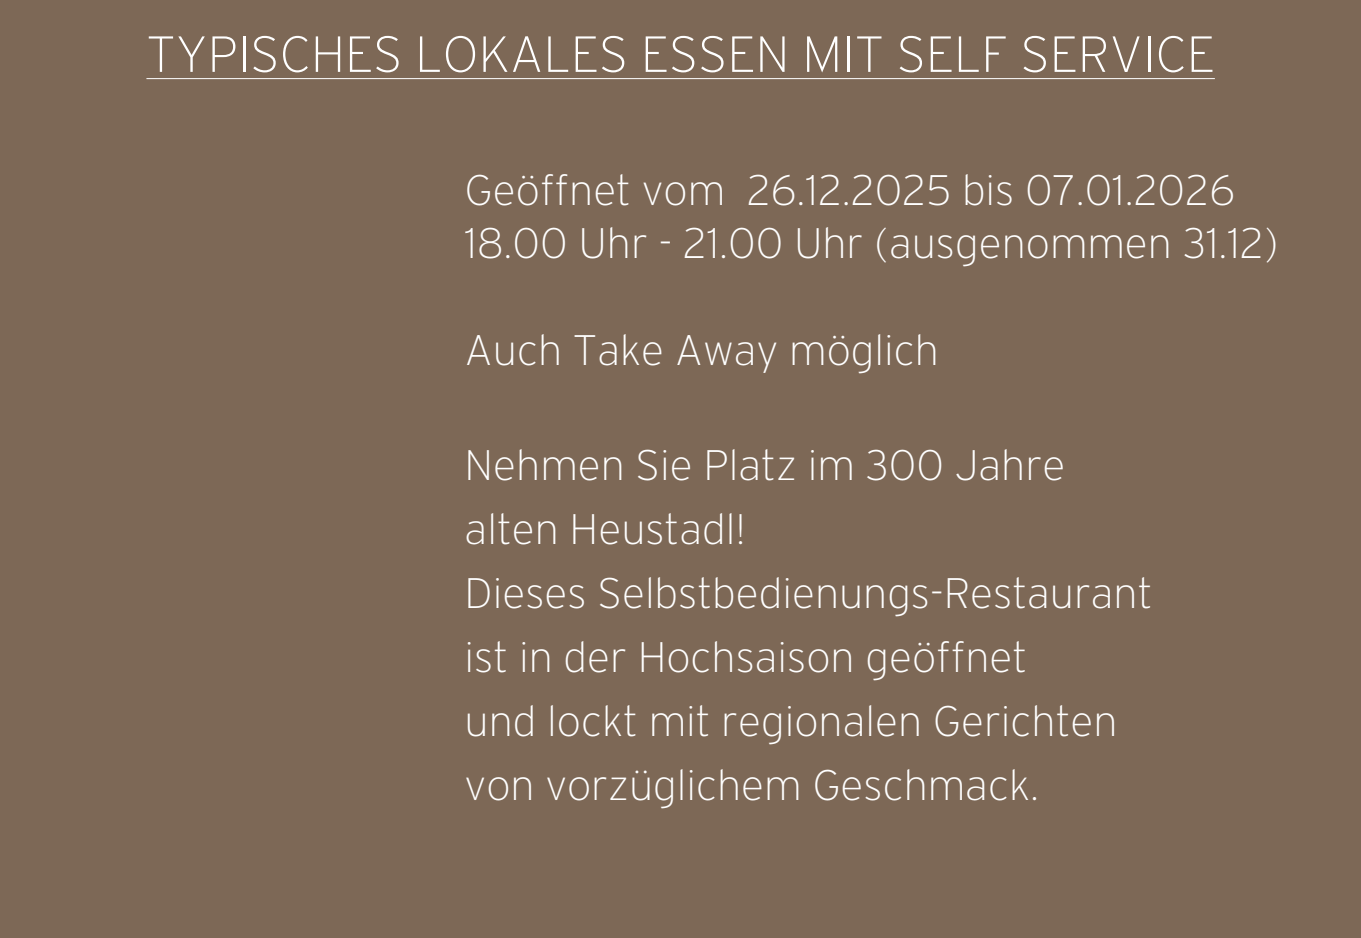 TYPISCHES LOKALES ESSEN MIT SELF SERVICE
Geöffnet vom  26.12.2025 bis 07.01.2026
18.00 Uhr - 21.00 Uhr (ausgenommen 31.12)
Auch Take Away möglich
Nehmen Sie Platz im 300 Jahre
alten Heustadl!
Dieses Selbstbedienungs-Restaurant
ist in der Hochsaison geöffnet
und lockt mit regionalen Gerichten
von vorzüglichem Geschmack.